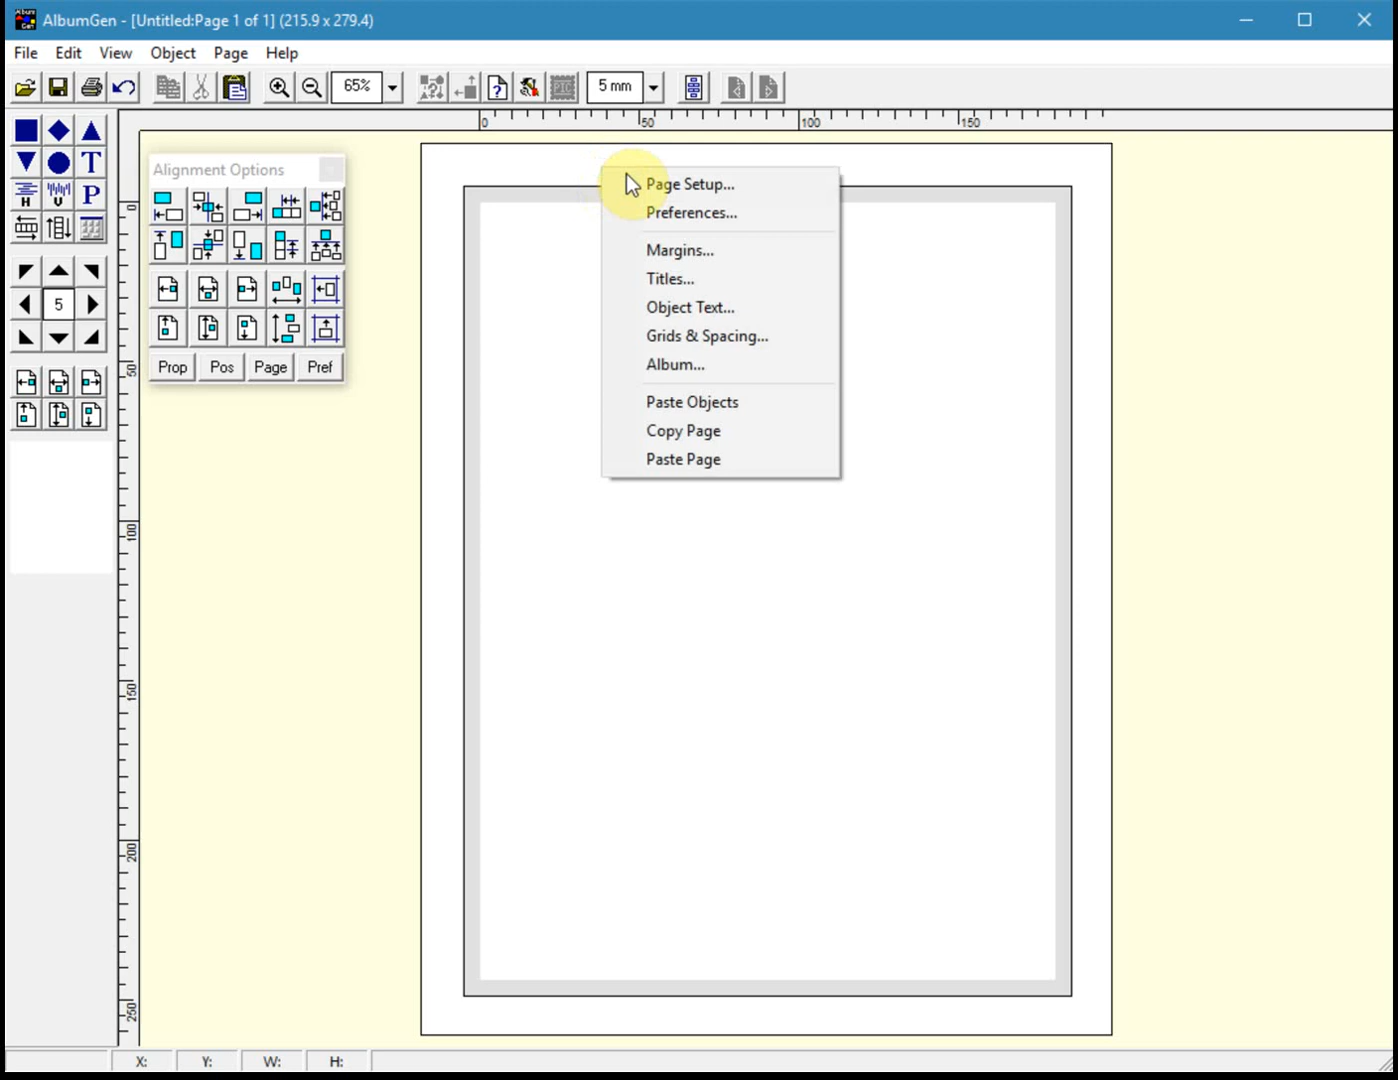 AlbumGen - [Untitled:Page 1 of 1] (215.9 x 279.4)
File Edit View Object Page Help
65% PIC 5 mm
0 50 100 150
T
H U P
5
Alignment Options
Prop Pos Page Pref
Page Setup...
Preferences...
Margins...
Titles...
Object Text...
Grids & Spacing...
Album...
Paste Objects
Copy Page
Paste Page
0
50
100
150
200
250
X: Y: W: H: